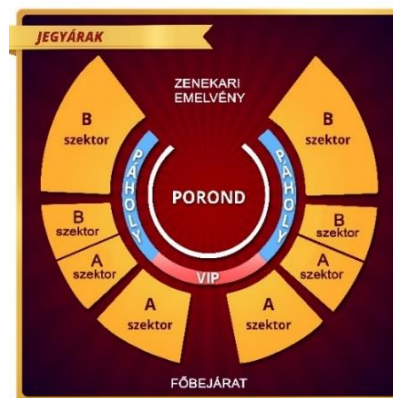 JEGYÁRAK
ZENEKARI
EMELVÉNY
B
szektor
B
szektor
PÁHOLY
POROND
PÁHOLY
B
szektor
B
szektor
A
szektor
A
szektor
VIP
A
szektor
A
szektor
FŐBEJÁRAT